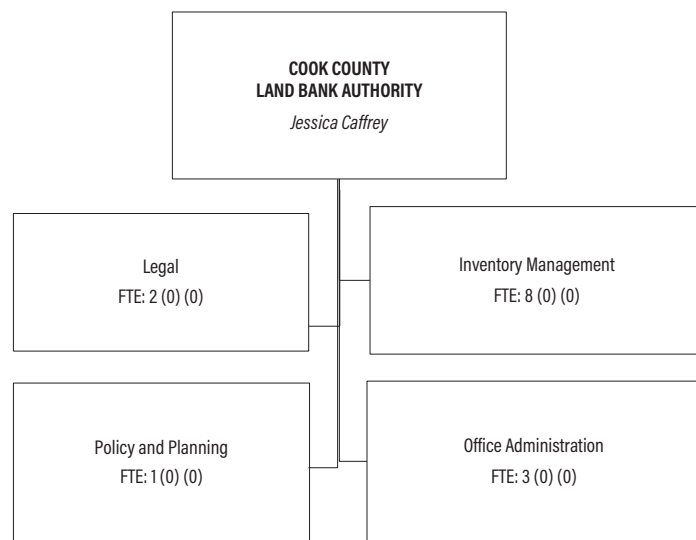 COOK COUNTY
LAND BANK AUTHORITY
Jessica Caffrey
Legal
FTE: 2 (0) (0)
Inventory Management
FTE: 8 (0) (0)
Policy and Planning
FTE: 1 (0) (0)
Office Administration
FTE: 3 (0) (0)